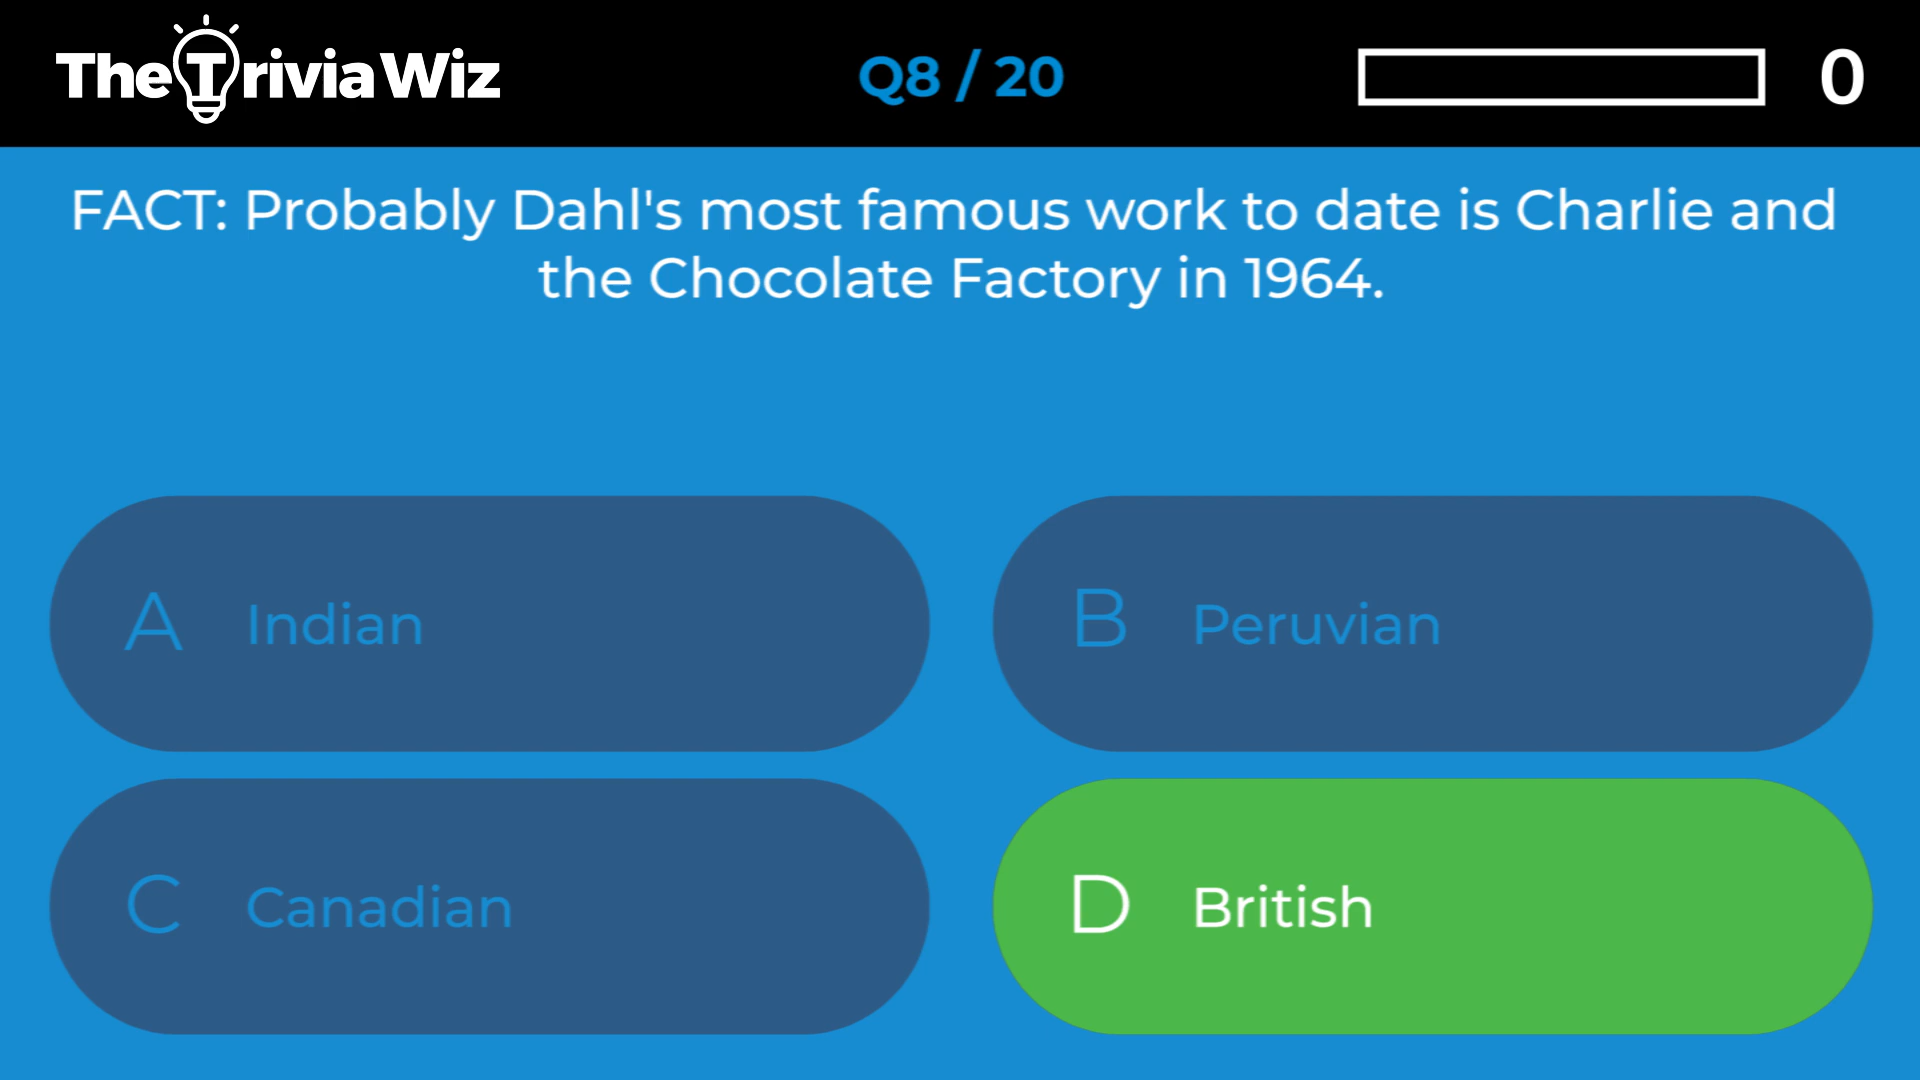 TheTriviaWiz
Q8 / 20
0
FACT: Probably Dahl's most famous work to date is Charlie and
the Chocolate Factory in 1964.
A Indian
B Peruvian
C Canadian
D British